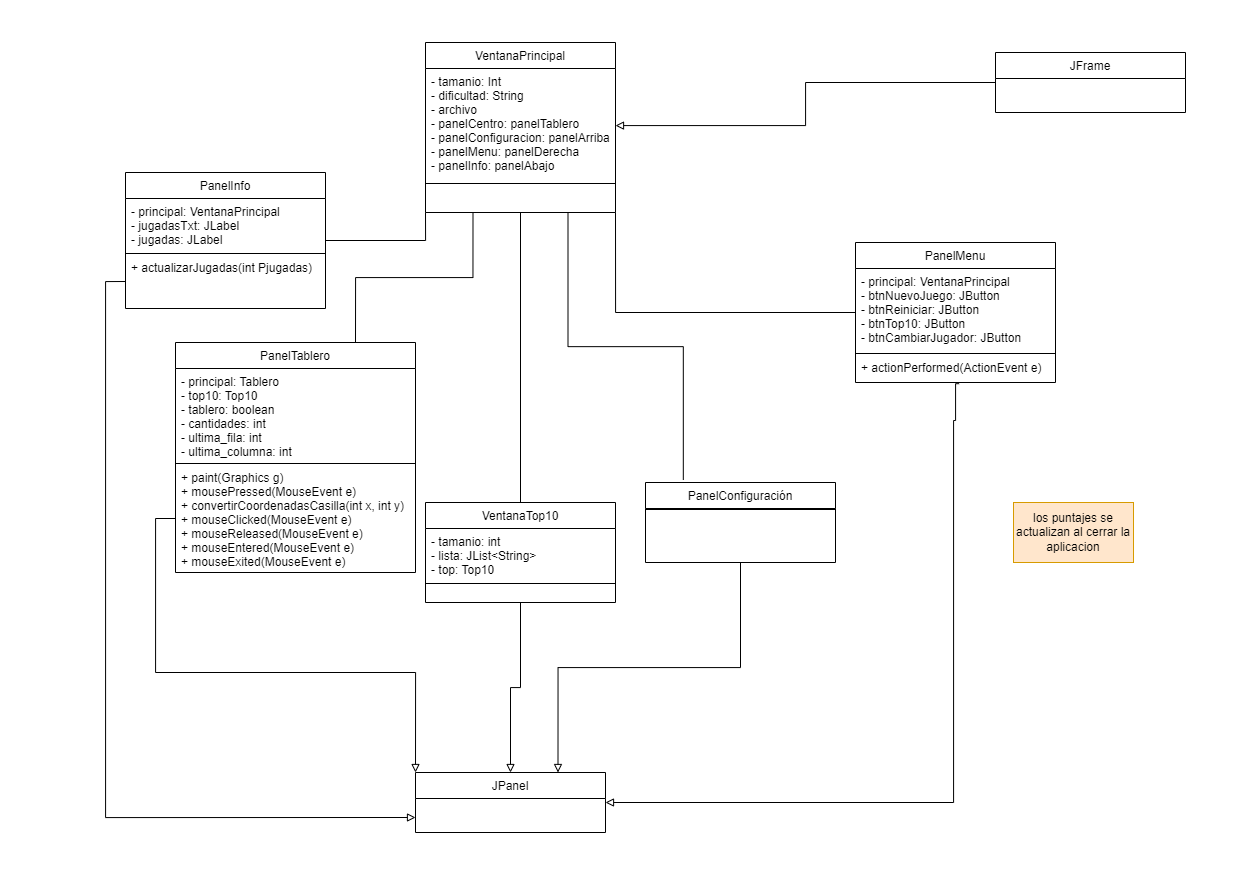 VentanaPrincipal
- tamanio: Int
- dificultad: String
- archivo
- panelCentro: panelTablero
- panelConfiguracion: panelArriba
- panelMenu: panelDerecha
- panelInfo: panelAbajo
JFrame
PanelInfo
- principal: VentanaPrincipal
- jugadasTxt: JLabel
- jugadas: JLabel
+ actualizarJugadas(int Pjugadas)
PanelMenu
- principal: VentanaPrincipal
- btnNuevoJuego: JButton
- btnReiniciar: JButton
- btnTop10: JButton
- btnCambiarJugador: JButton
+ actionPerformed(ActionEvent e)
PanelTablero
- principal: Tablero
- top10: Top10
- tablero: boolean
- cantidades: int
- ultima_fila: int
- ultima_columna: int
+ paint(Graphics g)
+ mousePressed(MouseEvent e)
+ convertirCoordenadasCasilla(int x, int y)
+ mouseClicked(MouseEvent e)
+ mouseReleased(MouseEvent e)
+ mouseEntered(MouseEvent e)
+ mouseExited(MouseEvent e)
VentanaTop10
- tamanio: int
- lista: JList<String>
- top: Top10
PanelConfiguración
los puntajes se
actualizan al cerrar la
aplicacion
JPanel